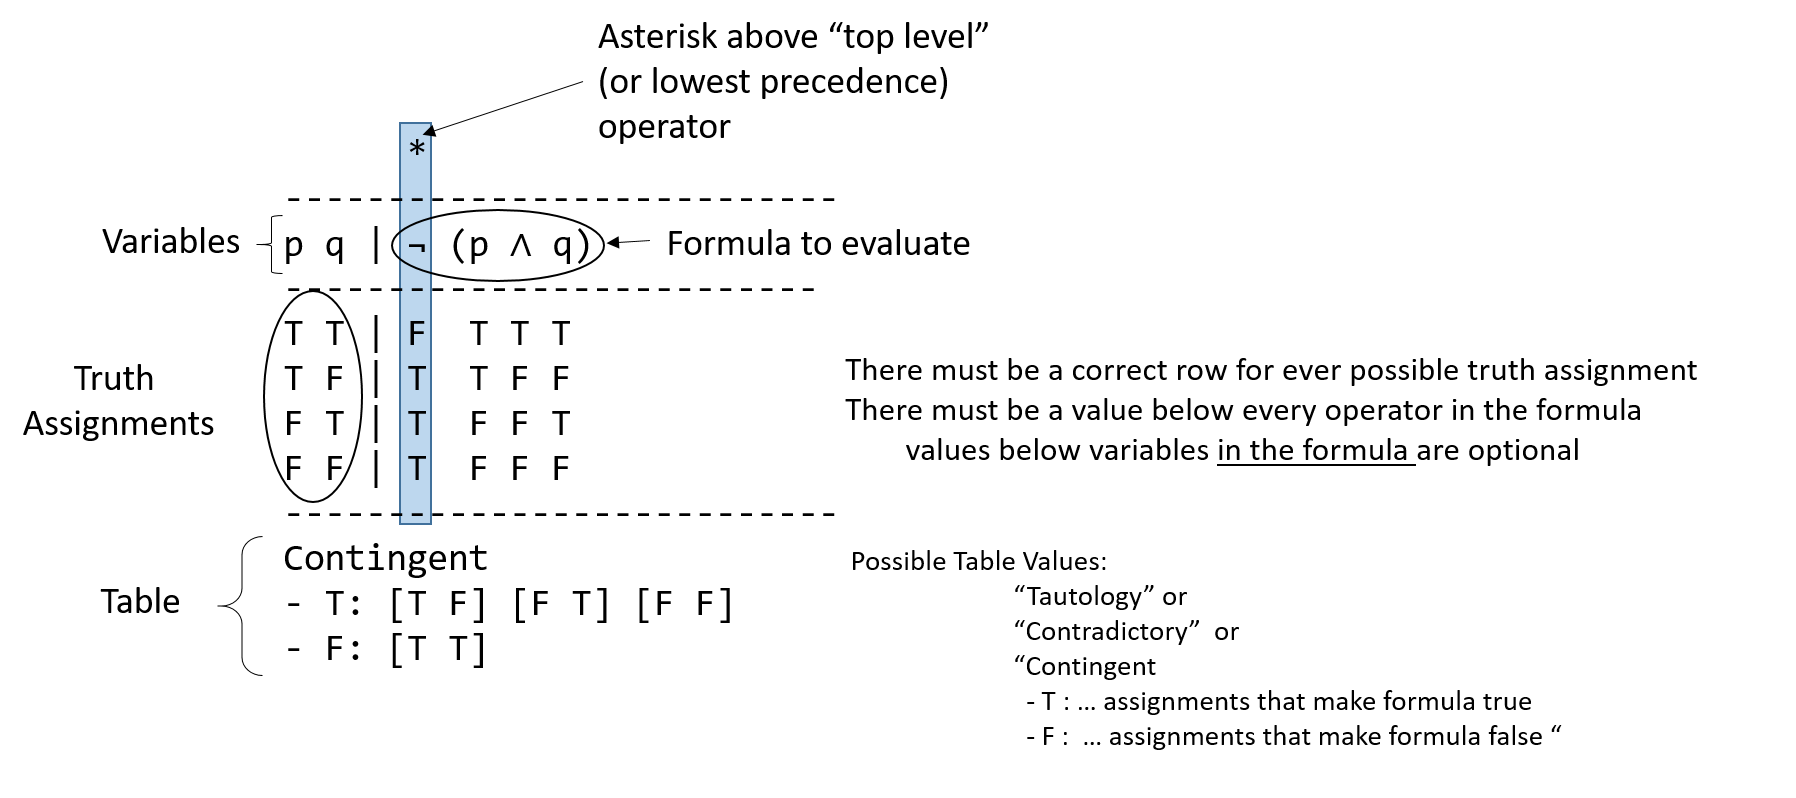 Asterisk above “top level”
(or lowest precedence)
operator
*
---------------------------
Variables
p q | ¬ (p ∧ q)
Formula to evaluate
--------------------------
Truth
Assignments
T T | F  T T T
T F | T  T F F
F T | T  F F T
F F | T  F F F
There must be a correct row for ever possible truth assignment
There must be a value below every operator in the formula
values below variables in the formula are optional
---------------------------
Table
Contingent
- T: [T F] [F T] [F F]
- F: [T T]
Possible Table Values:
“Tautology” or
“Contradictory”  or
“Contingent
- T : ... assignments that make formula true
- F :  ... assignments that make formula false “